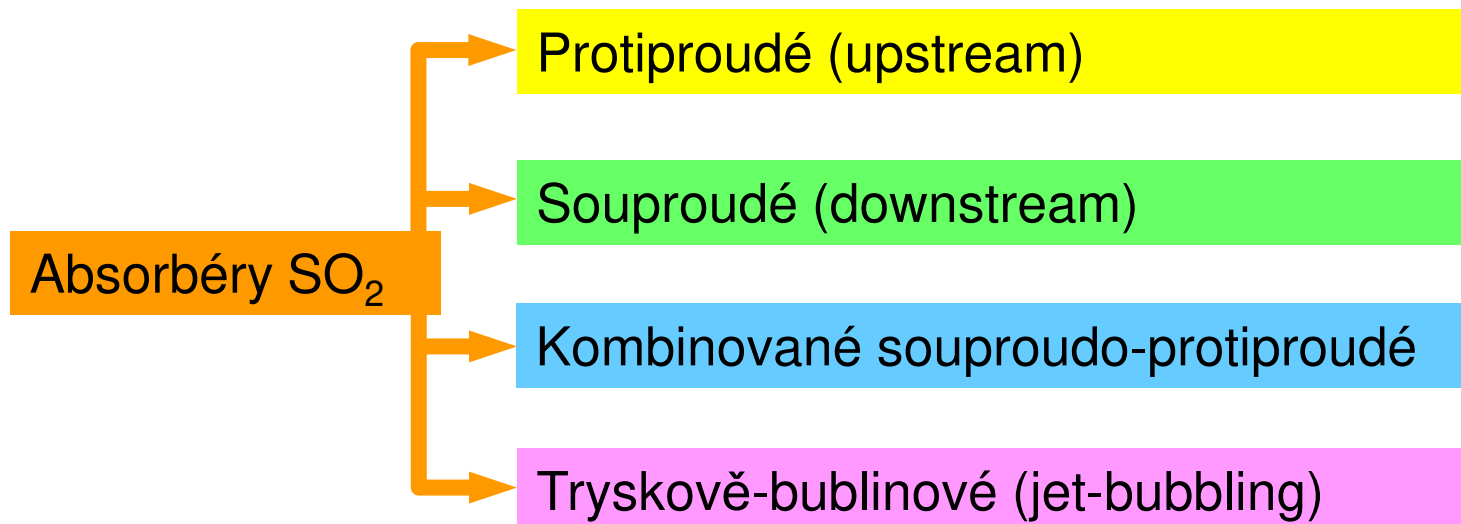 Protiproudé (upstream)
Souproudé (downstream)
Absorbéry SO₂
Kombinované souproudo-protiproudé
Tryskově-bublinové (jet-bubbling)